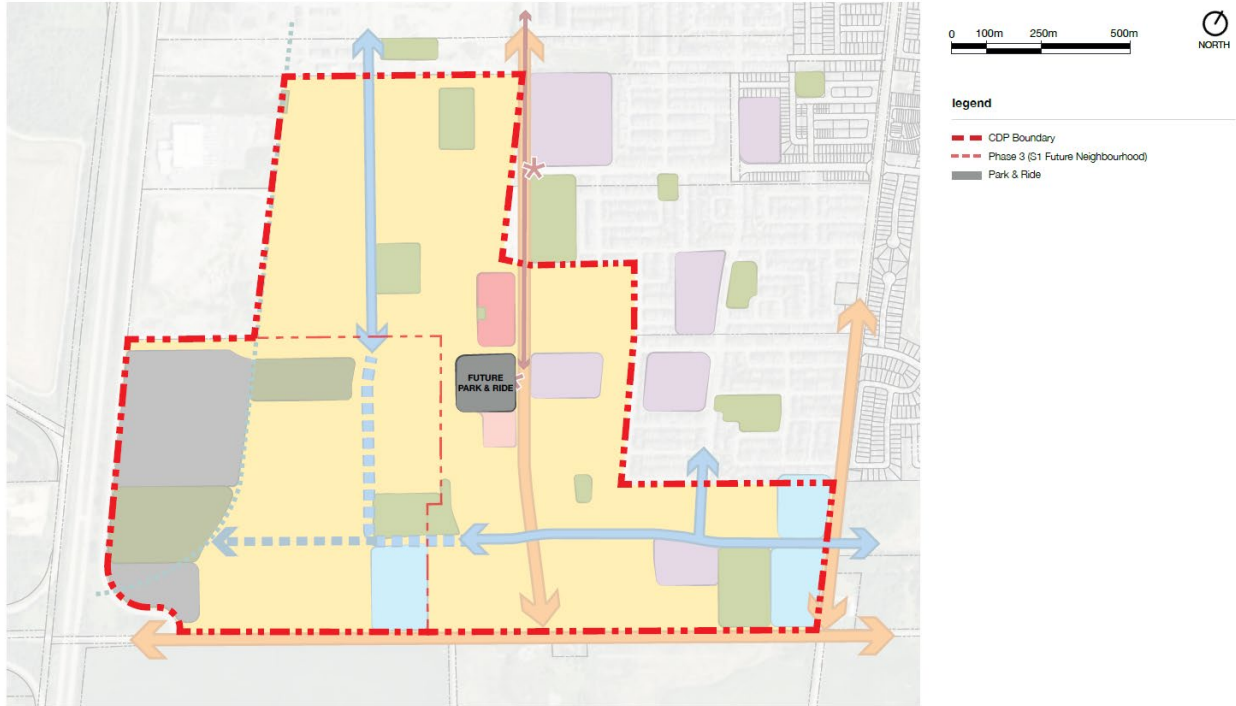 0 100m 250m 500m
NORTH
legend
CDP Boundary
Phase 3 (S1 Future Neighbourhood)
Park & Ride
FUTURE
PARK & RIDE